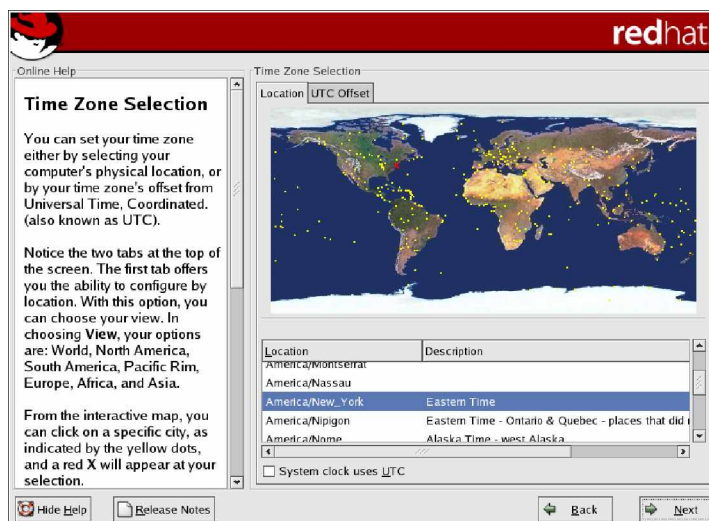 redhat
Online Help
Time Zone Selection
You can set your time zone
either by selecting your
computer's physical location, or
by your time zone's offset from
Universal Time, Coordinated.
(also known as UTC).
Notice the two tabs at the top of
the screen. The first tab offers
you the ability to configure by
location. With this option, you
can choose your view. In
choosing View, your options
are: World, North America,
South America, Pacific Rim,
Europe, Africa, and Asia.
From the interactive map, you
can click on a specific city, as
indicated by the yellow dots,
and a red X will appear at your
selection.
Time Zone Selection
Location UTC Offset
Location Description
America/Montserrat
America/Nassau
America/New_York Eastern Time
America/Nipigon Eastern Time - Ontario & Quebec - places that did
America/Nome Alaska Time - west Alaska
System clock uses UTC
Hide Help Release Notes Back Next